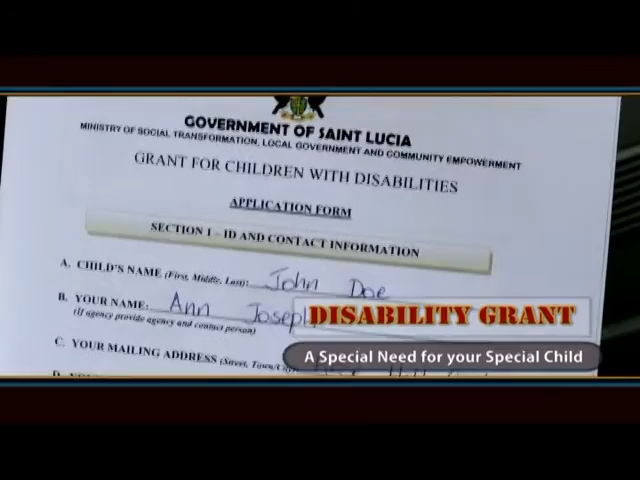 GOVERNMENT OF SAINT LUCIA
MINISTRY OF SOCIAL TRANSFORMATION, LOCAL GOVERNMENT AND COMMUNITY EMPOWERMENT
GRANT FOR CHILDREN WITH DISABILITIES
APPLICATION FORM
SECTION 1 – ID AND CONTACT INFORMATION
A. CHILD'S NAME (First, Middle, Last): John Doe
B. YOUR NAME: Ann Joseph
(If agency provide agency and contact person)
DISABILITY GRANT
C. YOUR MAILING ADDRESS (Street, Town/City)
A Special Need for your Special Child